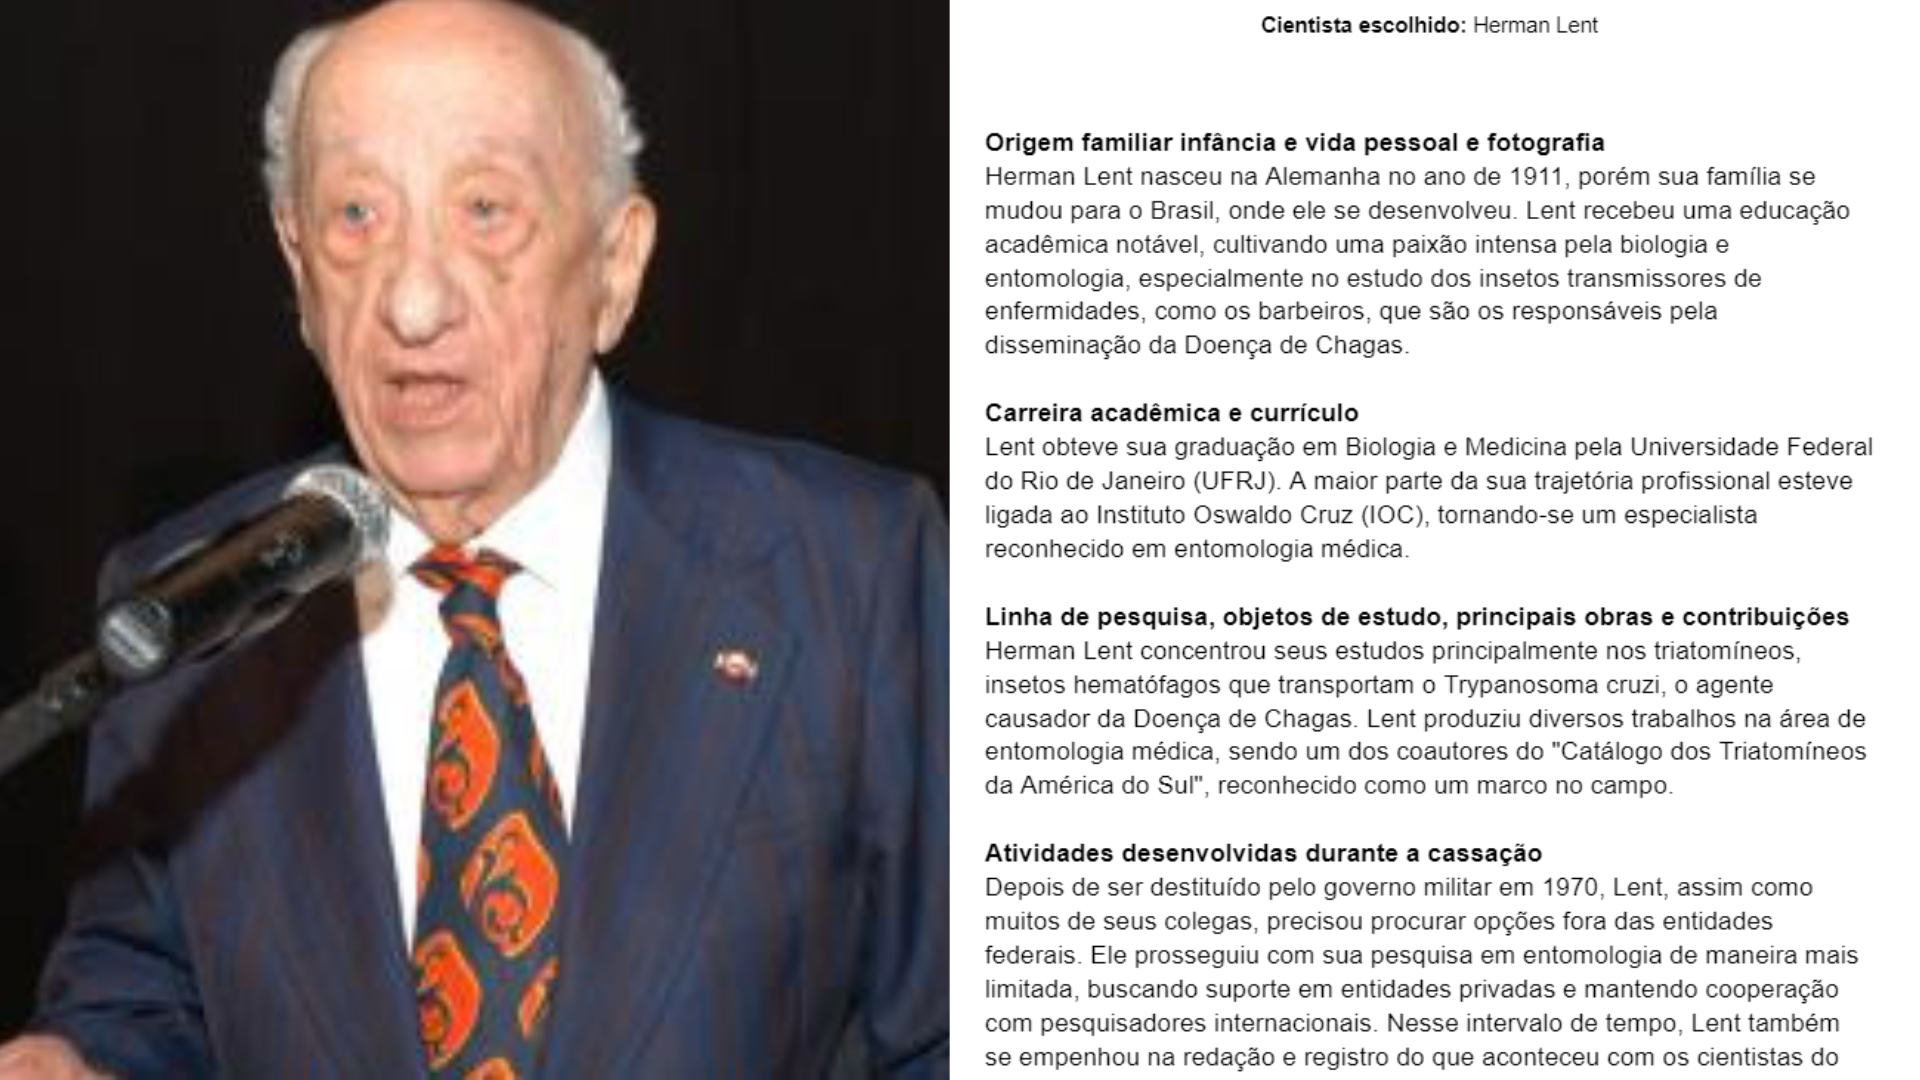 Cientista escolhido: Herman Lent
Origem familiar infância e vida pessoal e fotografia
Herman Lent nasceu na Alemanha no ano de 1911, porém sua família se
mudou para o Brasil, onde ele se desenvolveu. Lent recebeu uma educação
acadêmica notável, cultivando uma paixão intensa pela biologia e
entomologia, especialmente no estudo dos insetos transmissores de
enfermidades, como os barbeiros, que são os responsáveis pela
disseminação da Doença de Chagas.
Carreira acadêmica e currículo
Lent obteve sua graduação em Biologia e Medicina pela Universidade Federal
do Rio de Janeiro (UFRJ). A maior parte da sua trajetória profissional esteve
ligada ao Instituto Oswaldo Cruz (IOC), tornando-se um especialista
reconhecido em entomologia médica.
Linha de pesquisa, objetos de estudo, principais obras e contribuições
Herman Lent concentrou seus estudos principalmente nos triatomíneos,
insetos hematófagos que transportam o Trypanosoma cruzi, o agente
causador da Doença de Chagas. Lent produziu diversos trabalhos na área de
entomologia médica, sendo um dos coautores do "Catálogo dos Triatomíneos
da América do Sul", reconhecido como um marco no campo.
Atividades desenvolvidas durante a cassação
Depois de ser destituído pelo governo militar em 1970, Lent, assim como
muitos de seus colegas, precisou procurar opções fora das entidades
federais. Ele prosseguiu com sua pesquisa em entomologia de maneira mais
limitada, buscando suporte em entidades privadas e mantendo cooperação
com pesquisadores internacionais. Nesse intervalo de tempo, Lent também
se empenhou na redação e registro do que aconteceu com os cientistas do